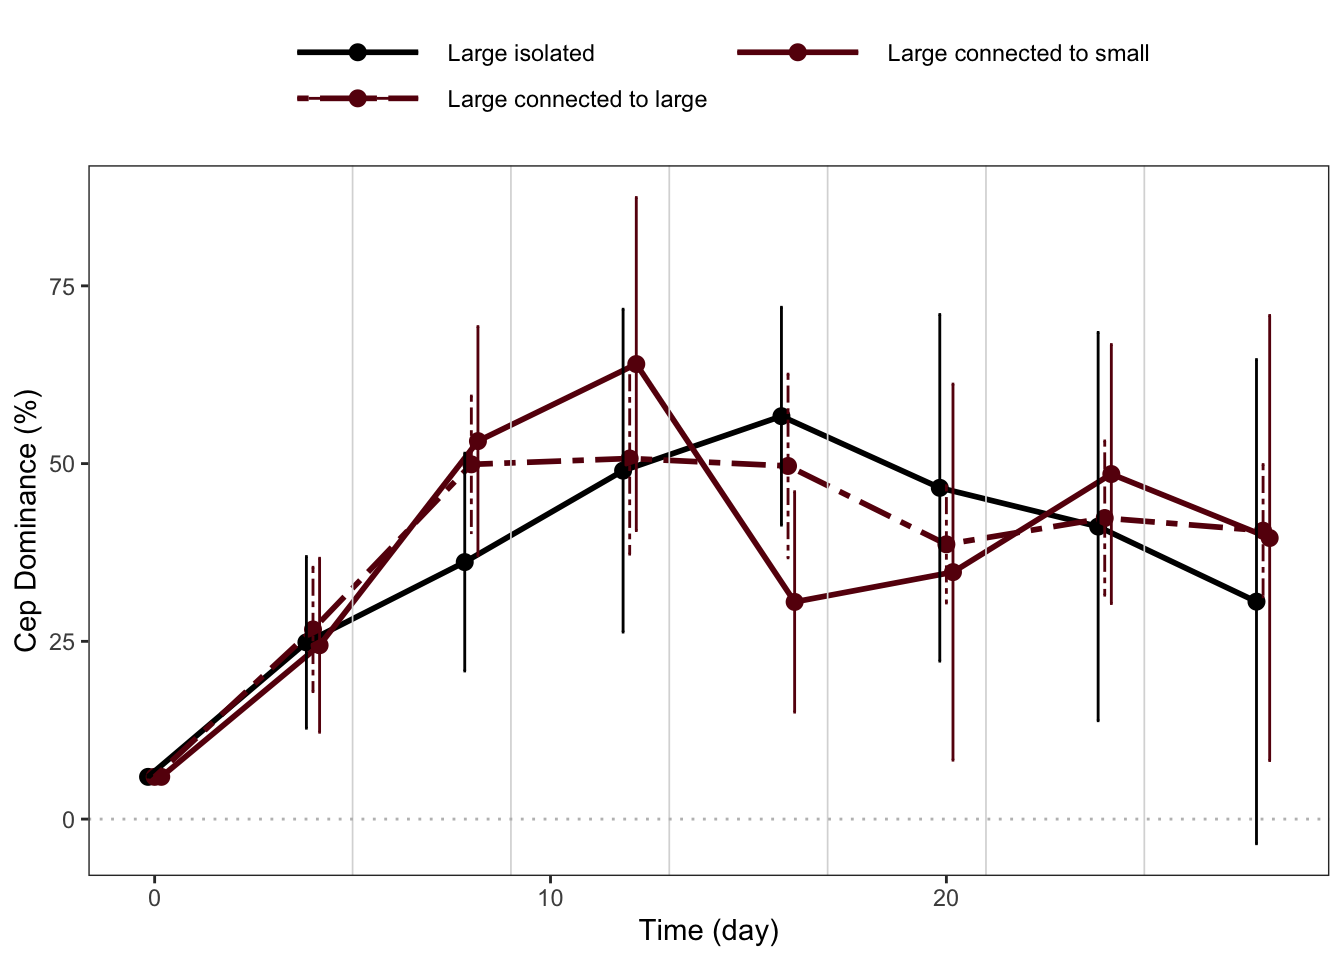 Large isolated
Large connected to small
Large connected to large
Cep Dominance (%)
75
50
25
0
0
10
20
Time (day)